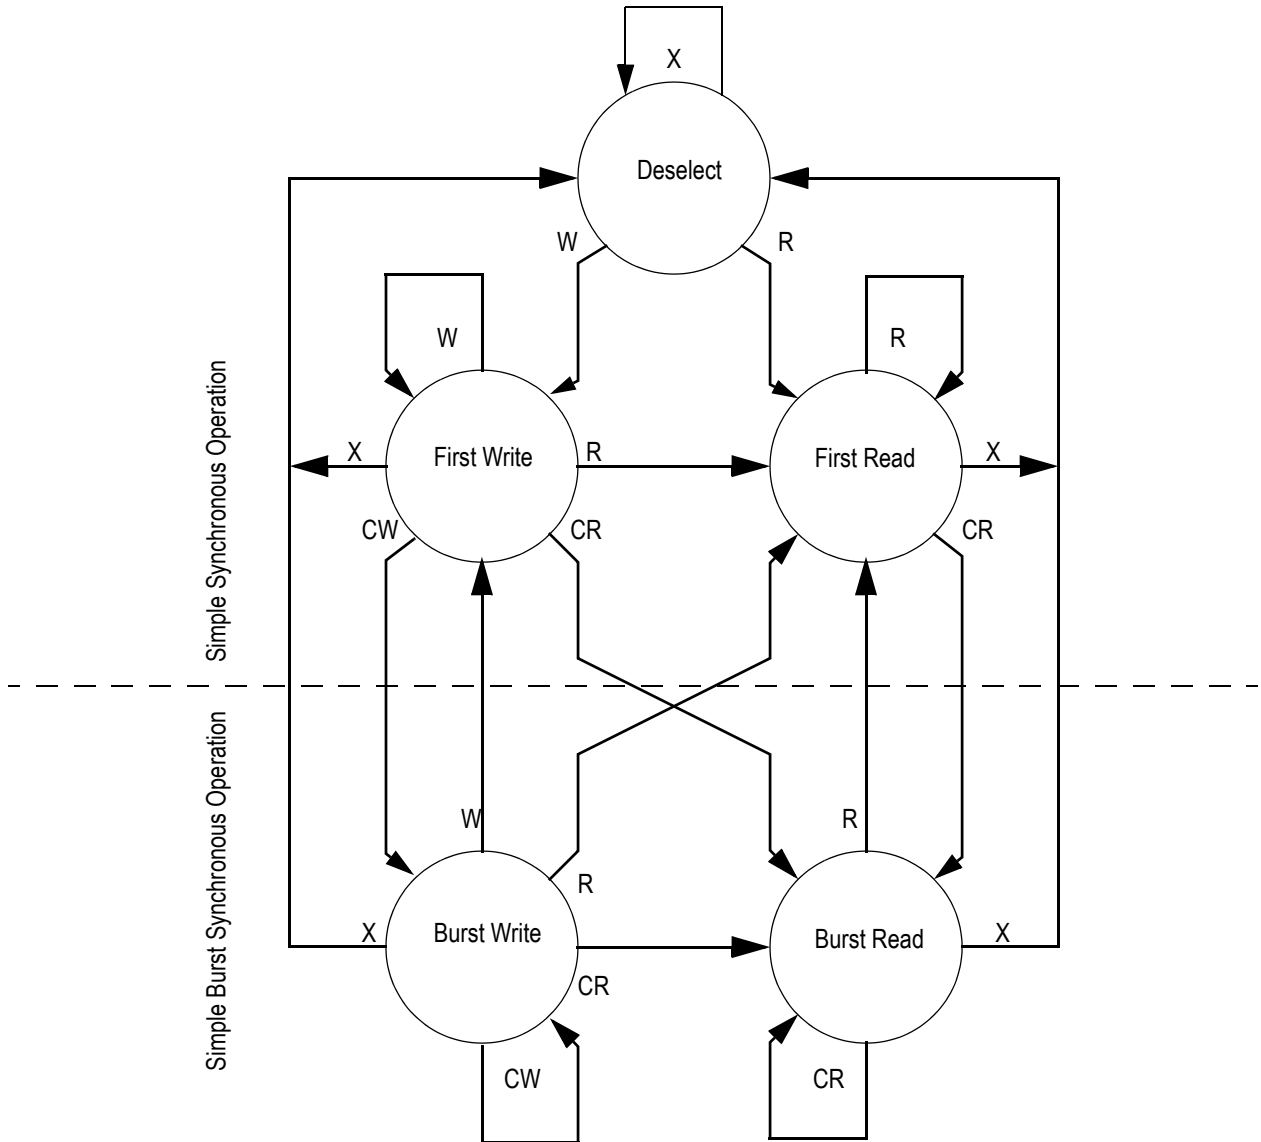 X
Deselect
W
R
W
R
Simple Synchronous Operation
X
First Write
R
First Read
X
CW
CR
CR
Simple Burst Synchronous Operation
W
R
R
X
Burst Write
Burst Read
X
CR
CW
CR